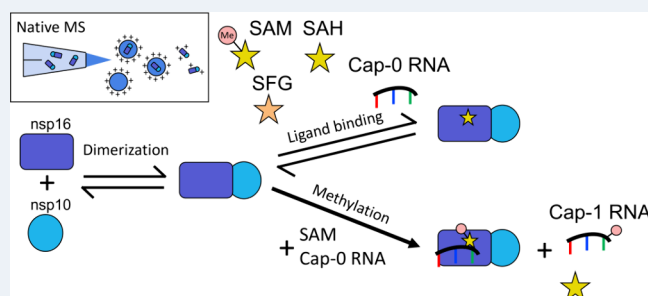 Native MS
Me
SAM
SAH
SFG
Cap-0 RNA
nsp16
+
nsp10
Dimerization
Ligand binding
Methylation
+ SAM
Cap-0 RNA
+
Cap-1 RNA